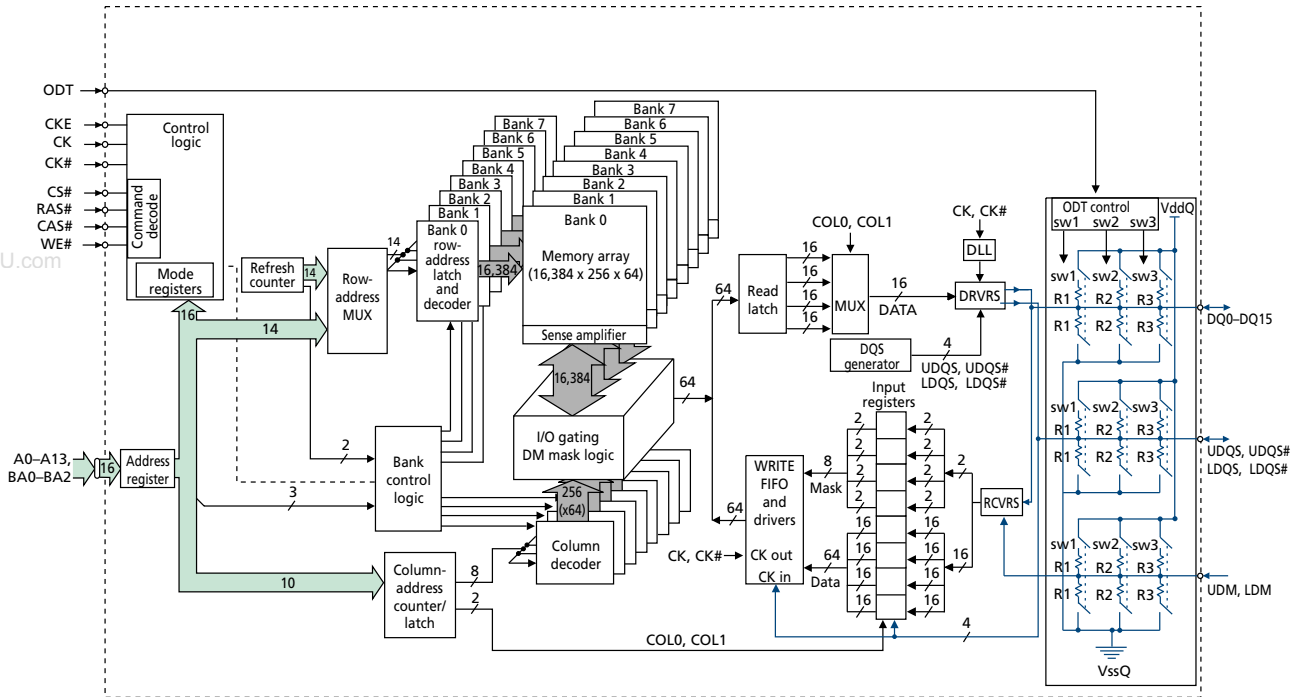 ODT
CKE
CK
CK#
CS#
RAS#
CAS#
WE#
U.com
Control
logic
Command
decode
Mode
registers
16
14
Refresh
counter
14
Row-
address
MUX
14
Bank 7
Bank 6
Bank 5
Bank 4
Bank 3
Bank 2
Bank 1
Bank 0
row-
address
latch
and
decoder
16,384
Bank 7
Bank 6
Bank 5
Bank 4
Bank 3
Bank 2
Bank 1
Bank 0
Memory array
(16,384 x 256 x 64)
Sense amplifier
16,384
I/O gating
DM mask logic
64
256
(x64)
Column
decoder
A0–A13,
BA0–BA2
16
Address
register
2
3
Bank
control
logic
10
Column-
address
counter/
latch
8
2
COL0, COL1
64
Read
latch
16
16
16
16
COL0, COL1
MUX
16
DATA
CK, CK#
DLL
DRVRS
DQS
generator
4
UDQS, UDQS#
LDQS, LDQS#
Input
registers
64
CK, CK#
WRITE
FIFO
and
drivers
CK out
CK in
8
Mask
64
Data
2
2
2
2
16
16
16
16
2
2
2
2
16
16
16
16
2
16
RCVRS
4
ODT control
VddQ
sw1 sw2 sw3
sw1 sw2 sw3
R1 R2 R3
R1 R2 R3
DQ0–DQ15
sw1 sw2 sw3
R1 R2 R3
R1 R2 R3
UDQS, UDQS#
LDQS, LDQS#
sw1 sw2 sw3
R1 R2 R3
R1 R2 R3
UDM, LDM
VssQ